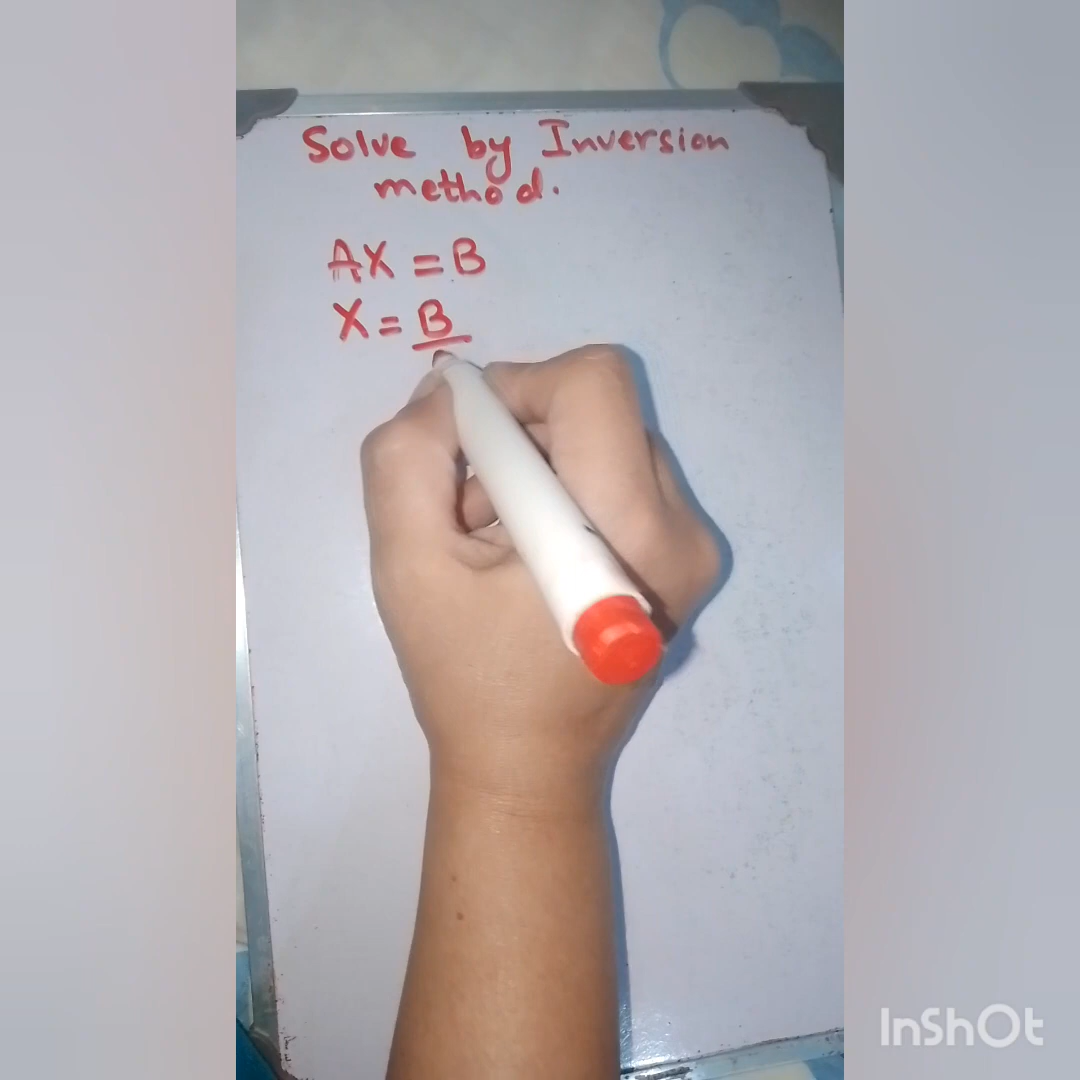 Solve by Inversion
method.
AX = B
X = B
InShOt